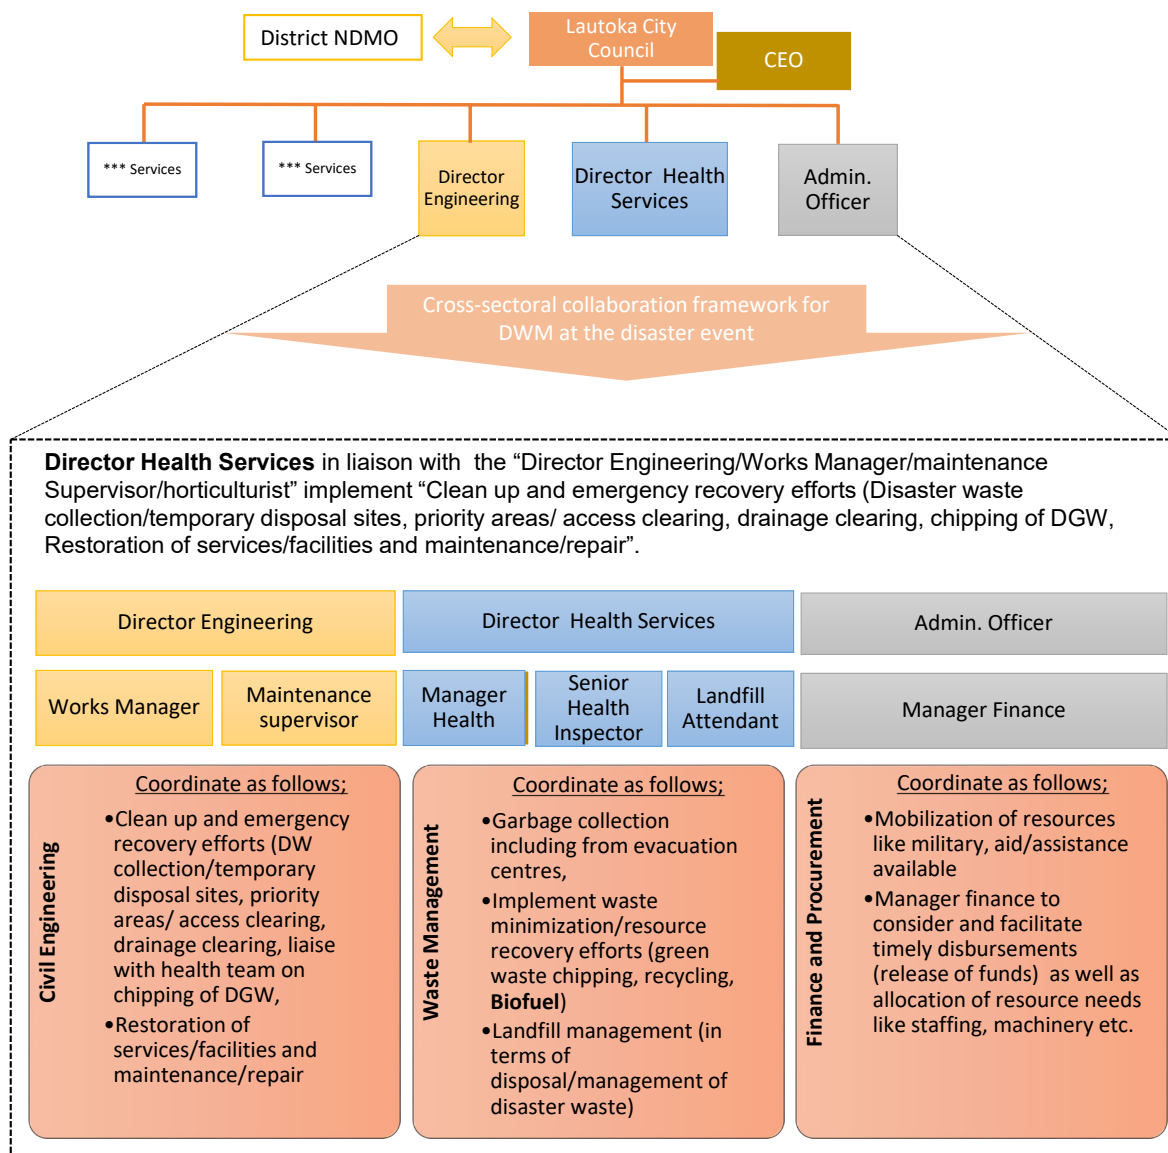 District NDMO
Lautoka City
Council
CEO
*** Services
*** Services
Director
Engineering
Director  Health
Services
Admin.
Officer
Cross-sectoral collaboration framework for
DWM at the disaster event
Director Health Services in liaison with  the “Director Engineering/Works Manager/maintenance
Supervisor/horticulturist” implement “Clean up and emergency recovery efforts (Disaster waste
collection/temporary disposal sites, priority areas/ access clearing, drainage clearing, chipping of DGW,
Restoration of services/facilities and maintenance/repair”.
Director Engineering
Director  Health Services
Admin. Officer
Works Manager
Maintenance
supervisor
Manager
Health
Senior
Health
Inspector
Landfill
Attendant
Manager Finance
Civil Engineering
Coordinate as follows;
•Clean up and emergency
recovery efforts (DW
collection/temporary
disposal sites, priority
areas/ access clearing,
drainage clearing, liaise
with health team on
chipping of DGW,
•Restoration of
services/facilities and
maintenance/repair
Waste Management
Coordinate as follows;
•Garbage collection
including from evacuation
centres,
•Implement waste
minimization/resource
recovery efforts (green
waste chipping, recycling,
Biofuel)
•Landfill management (in
terms of
disposal/management of
disaster waste)
Finance and Procurement
Coordinate as follows;
•Mobilization of resources
like military, aid/assistance
available
•Manager finance to
consider and facilitate
timely disbursements
(release of funds)  as well as
allocation of resource needs
like staffing, machinery etc.